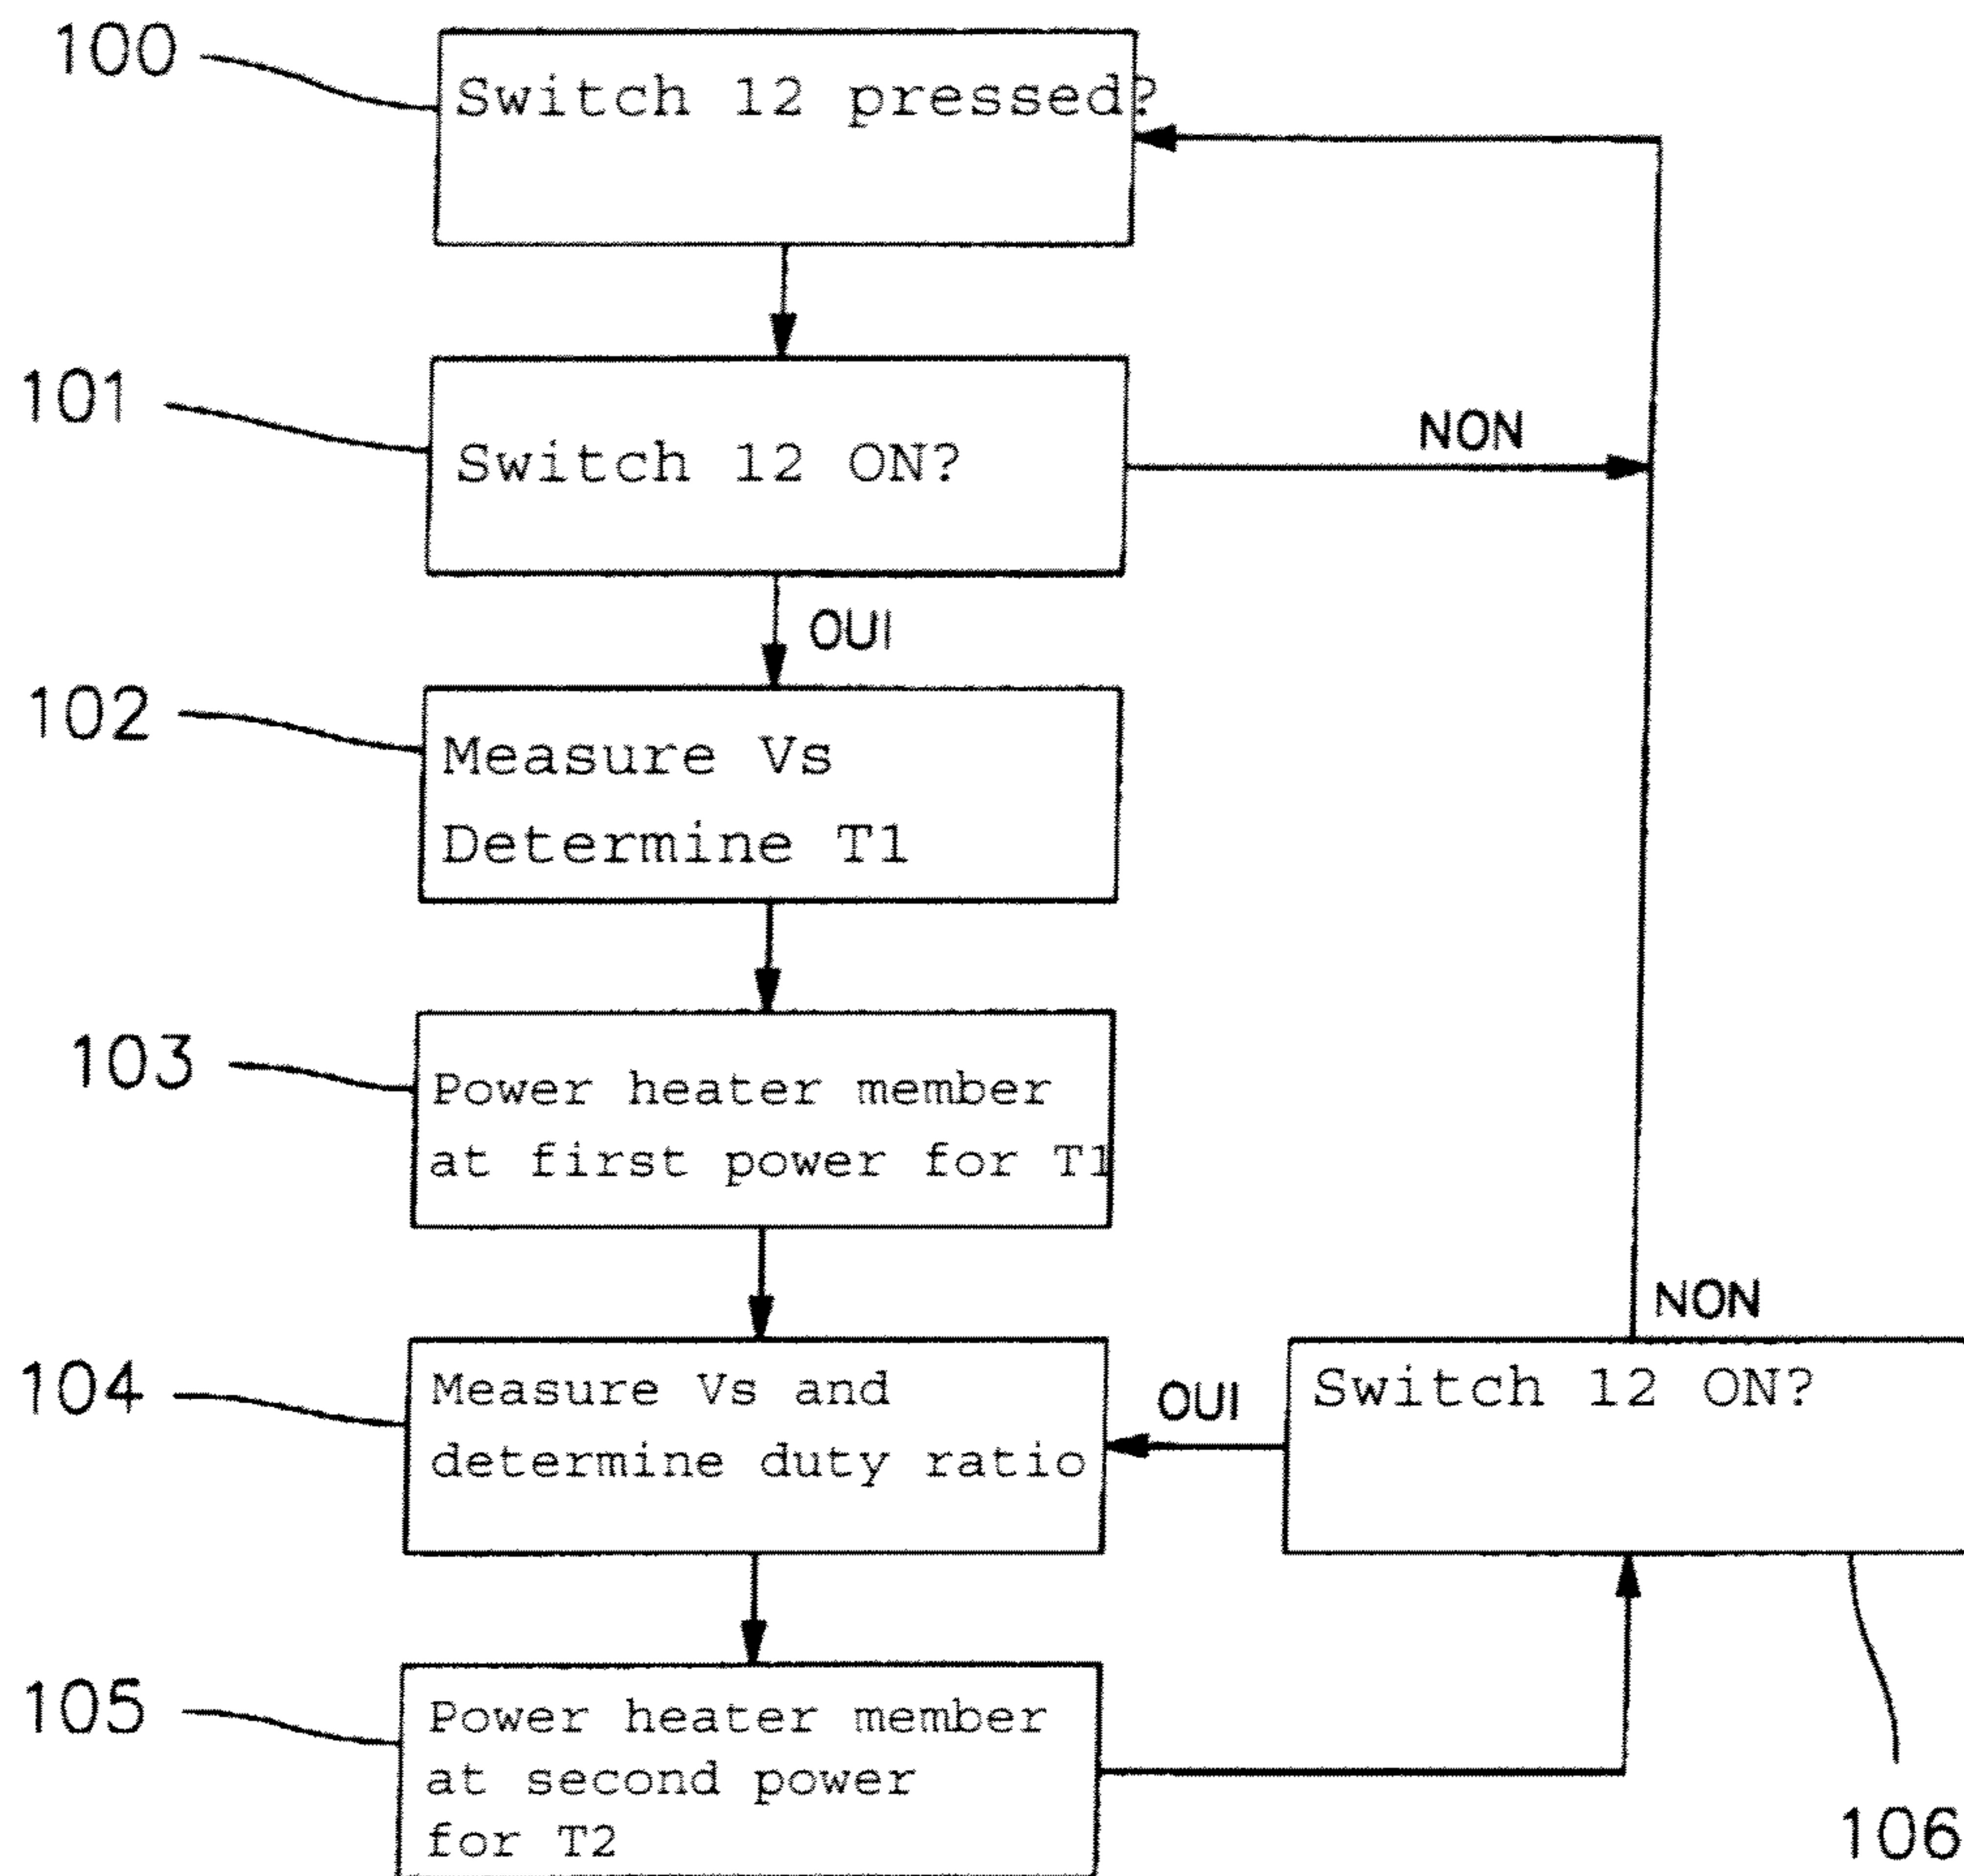 100
Switch 12 pressed?
101
Switch 12 ON?
NON
OUI
102
Measure Vs
Determine T1
103
Power heater member
at first power for T1
NON
104
Measure Vs and
determine duty ratio
OUI
Switch 12 ON?
105
Power heater member
at second power
for T2
106